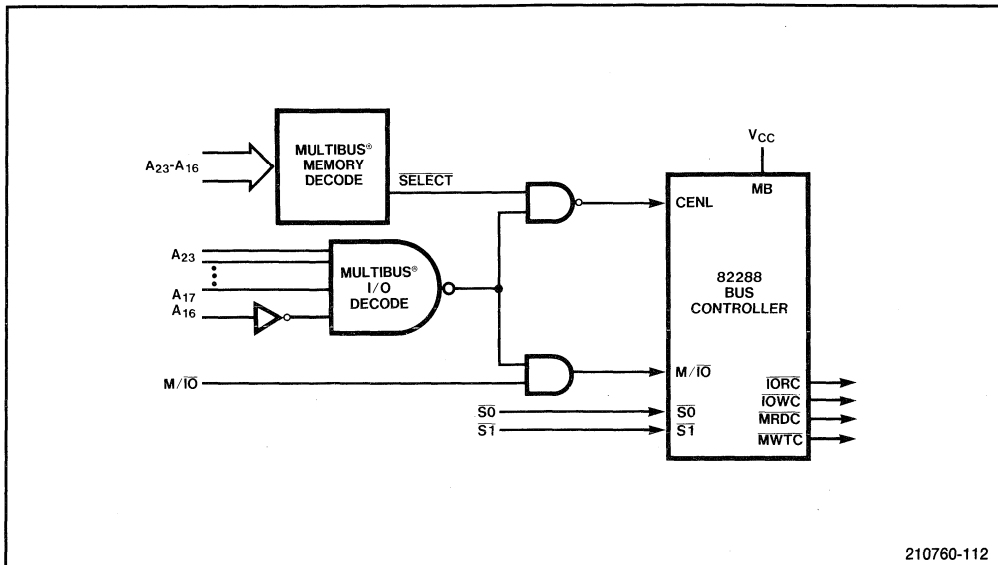 A23-A16
MULTIBUS®
MEMORY
DECODE
SELECT
A23
A17
A16
MULTIBUS®
I/O
DECODE
M/IO
S0
S1
VCC
MB
CENL
82288
BUS
CONTROLLER
M/IO
S0
S1
IORC
IOWC
MRDC
MWTC
210760-112